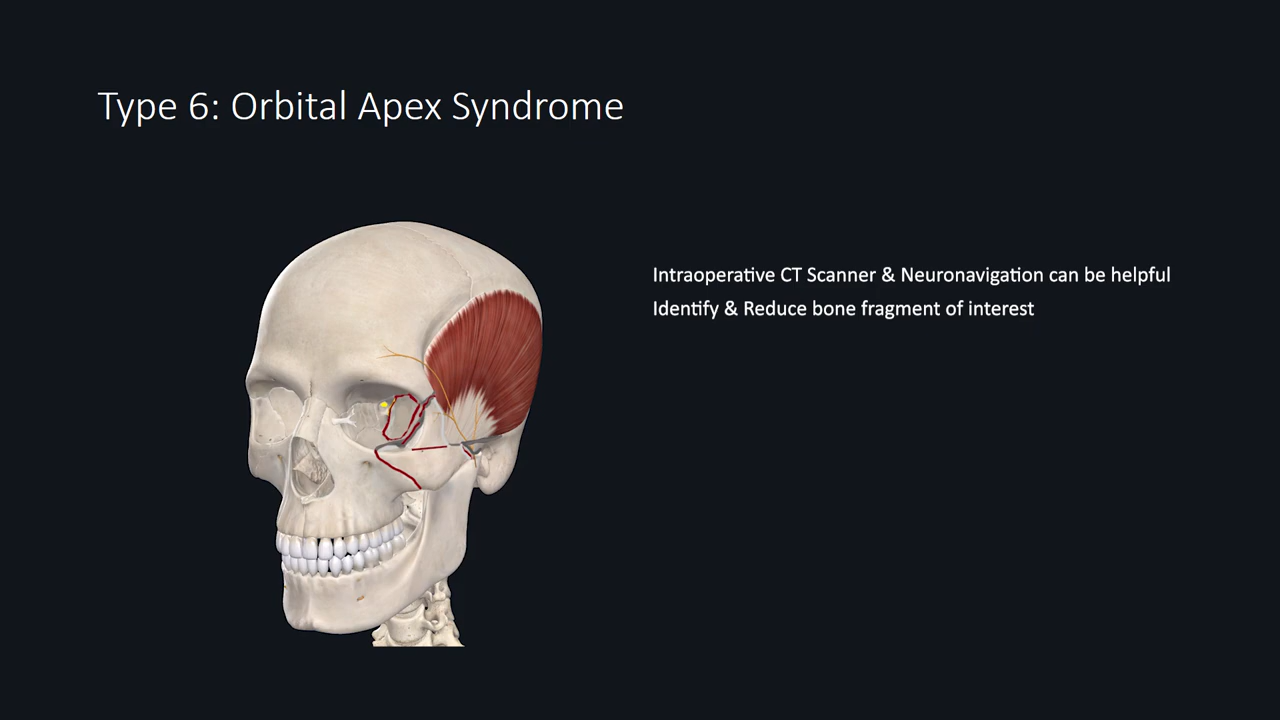 Type 6: Orbital Apex Syndrome
Intraoperative CT Scanner & Neuronavigation can be helpful
Identify & Reduce bone fragment of interest